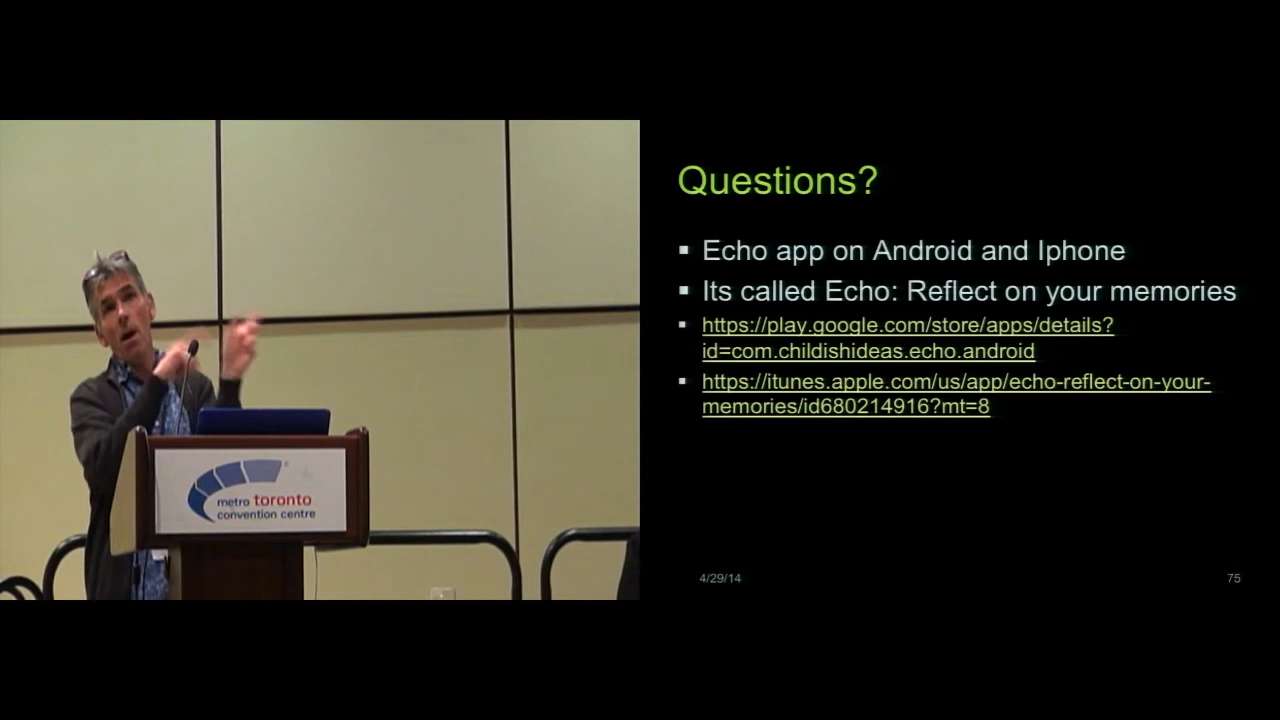 metro toronto
convention centre
Questions?
▪ Echo app on Android and Iphone
▪ Its called Echo: Reflect on your memories
▪ https://play.google.com/store/apps/details?
id=com.childishideas.echo.android
▪ https://itunes.apple.com/us/app/echo-reflect-on-your-
memories/id680214916?mt=8
4/29/14
75